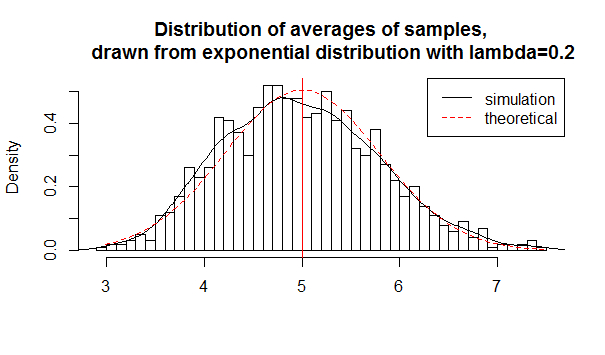 Distribution of averages of samples,
drawn from exponential distribution with lambda=0.2
simulation
theoretical
Density
0.4
0.2
0.0
3 4 5 6 7